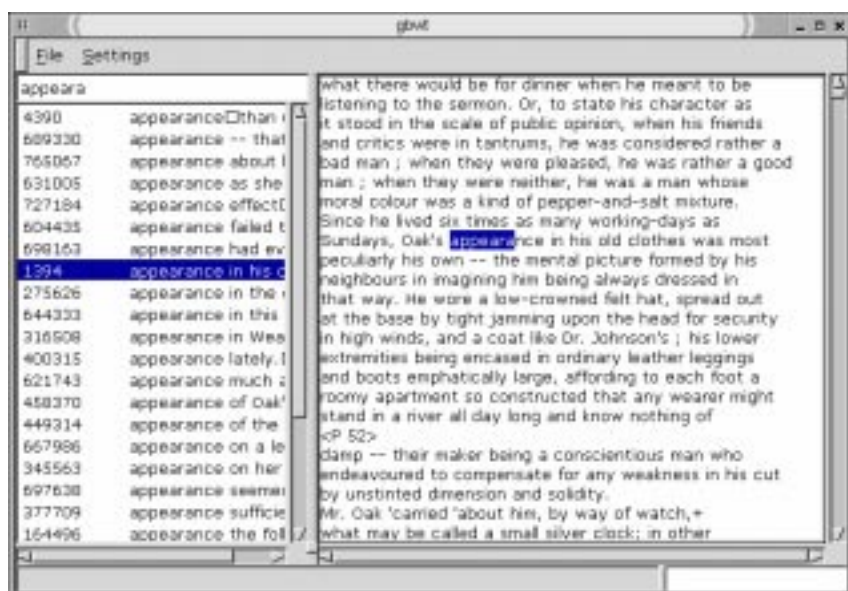 gbwt
File Settings
appeara
4390 appearance□than
689330 appearance -- that
765067 appearance about
631005 appearance as she
727184 appearance effect
604435 appearance failed t
698163 appearance had ev
1394 appearance in his
275626 appearance in the
644333 appearance in this
316508 appearance in Wea
400315 appearance lately.
621743 appearance much a
458370 appearance of Oak'
449314 appearance of the
667986 appearance on a le
345563 appearance on her
697638 appearance seeme
377709 appearance sufficie
164496 appearance the fol
what there would be for dinner when he meant to be
listening to the sermon. Or, to state his character as
it stood in the scale of public opinion, when his friends
and critics were in tantrums, he was considered rather a
bad man ; when they were pleased, he was rather a good
man ; when they were neither, he was a man whose
moral colour was a kind of pepper-and-salt mixture.
Since he lived six times as many working-days as
Sundays, Oak's appearance in his old clothes was most
peculiarly his own -- the mental picture formed by his
neighbours in imagining him being always dressed in
that way. He wore a low-crowned felt hat, spread out
at the base by tight jamming upon the head for security
in high winds, and a coat like Dr. Johnson's ; his lower
extremities being encased in ordinary leather leggings
and boots emphatically large, affording to each foot a
roomy apartment so constructed that any wearer might
stand in a river all day long and know nothing of
<P 52>
damp -- their maker being a conscientious man who
endeavoured to compensate for any weakness in his cut
by unstinted dimension and solidity.
Mr. Oak 'carried 'about him, by way of watch,+
what may be called a small silver clock; in other